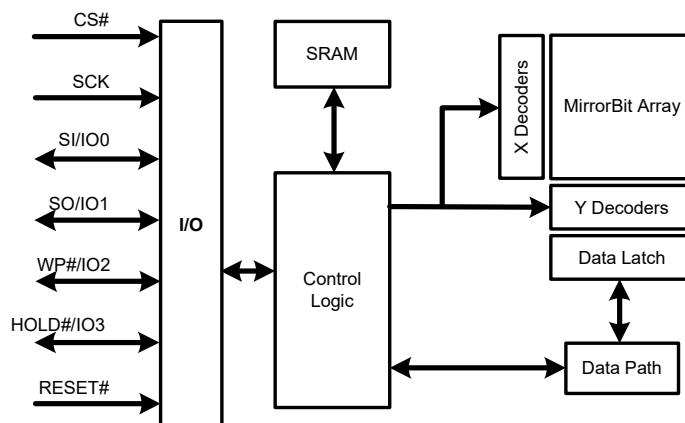 CS#
SCK
SI/IO0
SO/IO1
WP#/IO2
HOLD#/IO3
RESET#
I/O
SRAM
Control
Logic
X Decoders
MirrorBit Array
Y Decoders
Data Latch
Data Path